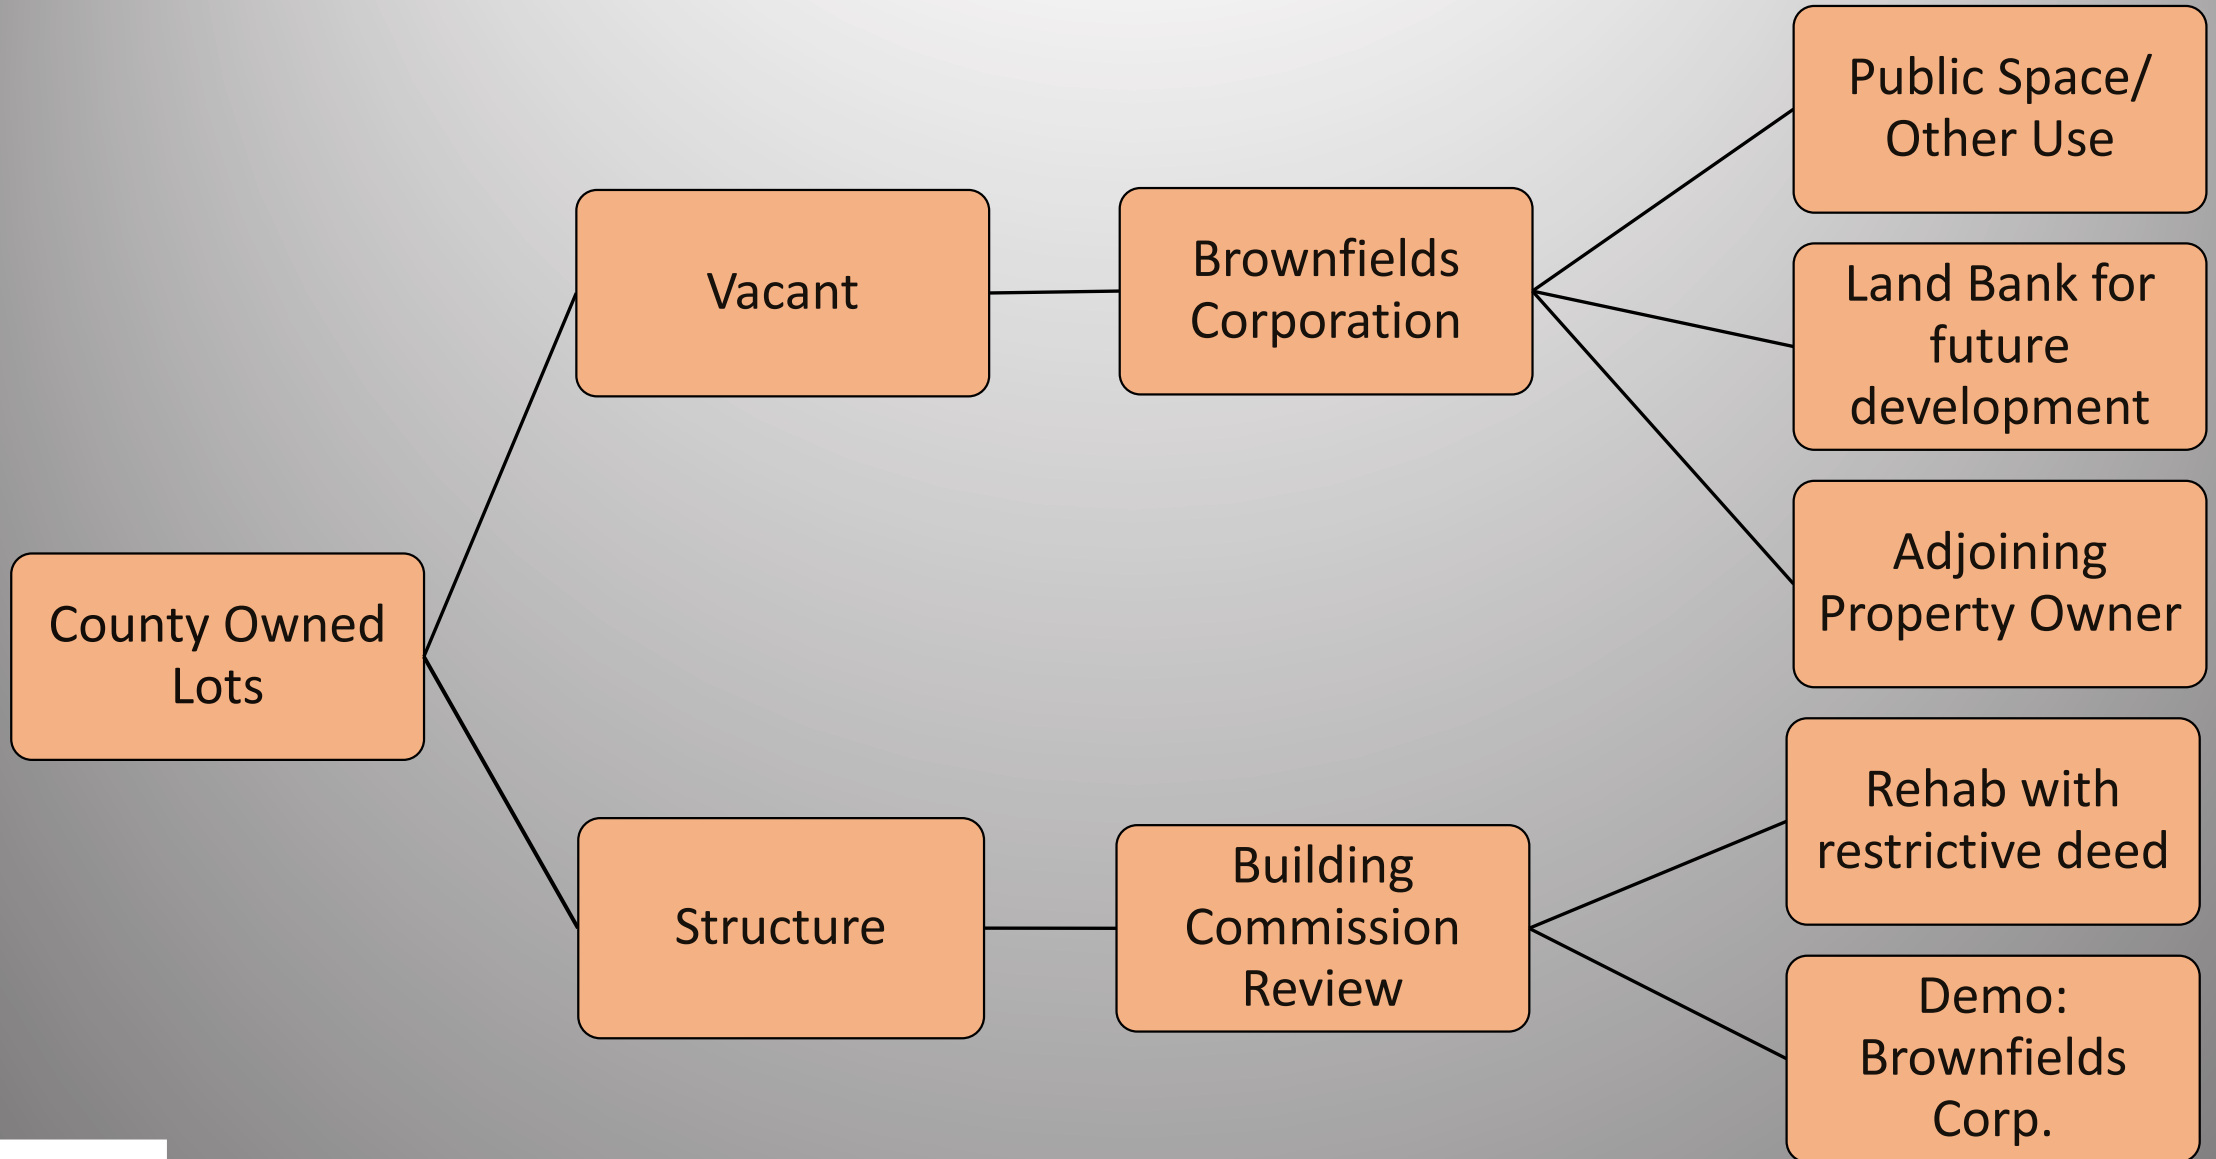 County Owned
Lots
Vacant
Brownfields
Corporation
Public Space/
Other Use
Land Bank for
future
development
Adjoining
Property Owner
Structure
Building
Commission
Review
Rehab with
restrictive deed
Demo:
Brownfields
Corp.